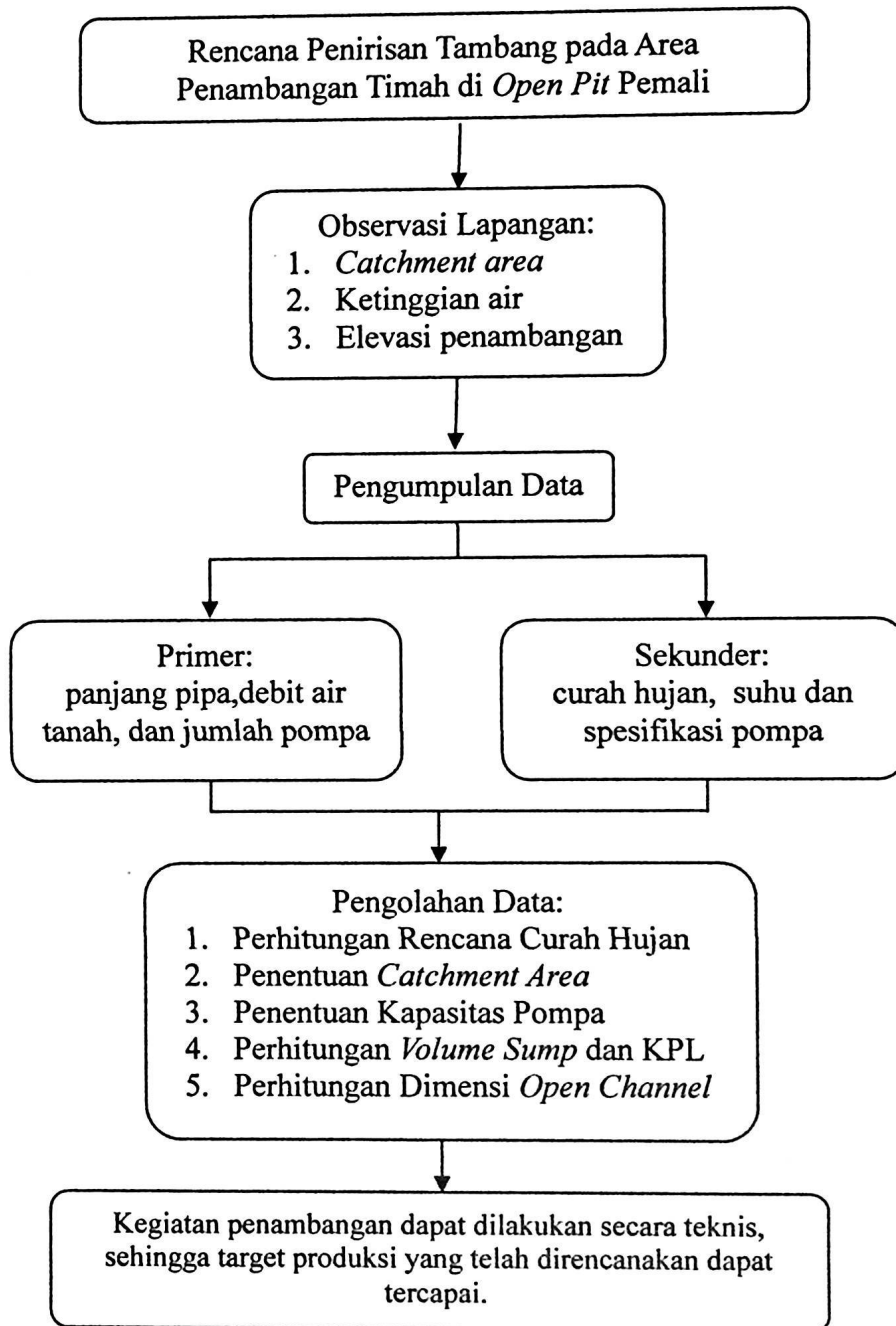 Rencana Penirisan Tambang pada Area
Penambangan Timah di Open Pit Pemali
Observasi Lapangan:
1. Catchment area
2. Ketinggian air
3. Elevasi penambangan
Pengumpulan Data
Primer:
panjang pipa,debit air
tanah, dan jumlah pompa
Sekunder:
curah hujan, suhu dan
spesifikasi pompa
Pengolahan Data:
1. Perhitungan Rencana Curah Hujan
2. Penentuan Catchment Area
3. Penentuan Kapasitas Pompa
4. Perhitungan Volume Sump dan KPL
5. Perhitungan Dimensi Open Channel
Kegiatan penambangan dapat dilakukan secara teknis,
sehingga target produksi yang telah direncanakan dapat
tercapai.